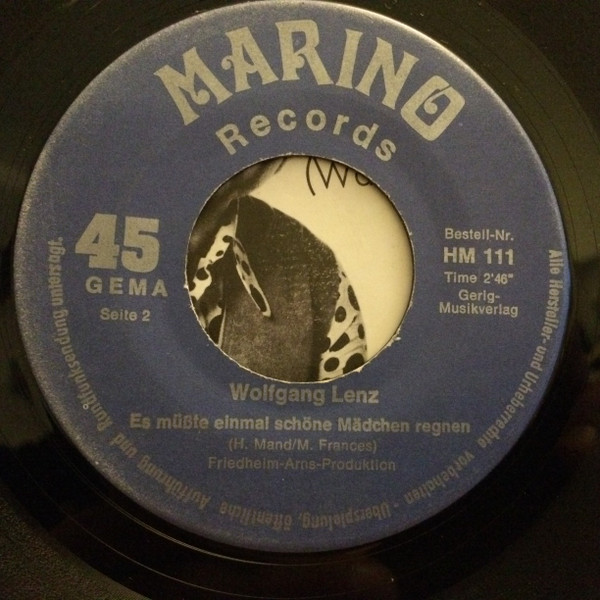 MARINO
Records
45
GEMA
Seite 2
Bestell-Nr.
HM 111
Time 2'46"
Gerig-
Musikverlag
Wolfgang Lenz
Es müßte einmal schöne Mädchen regnen
(H. Mand/M. Frances)
Friedhelm-Arns-Produktion
Alle Hersteller- und Urheberrechte vorbehalten - Überspielung, öffentliche Aufführung und Rundfunksendung untersagt.